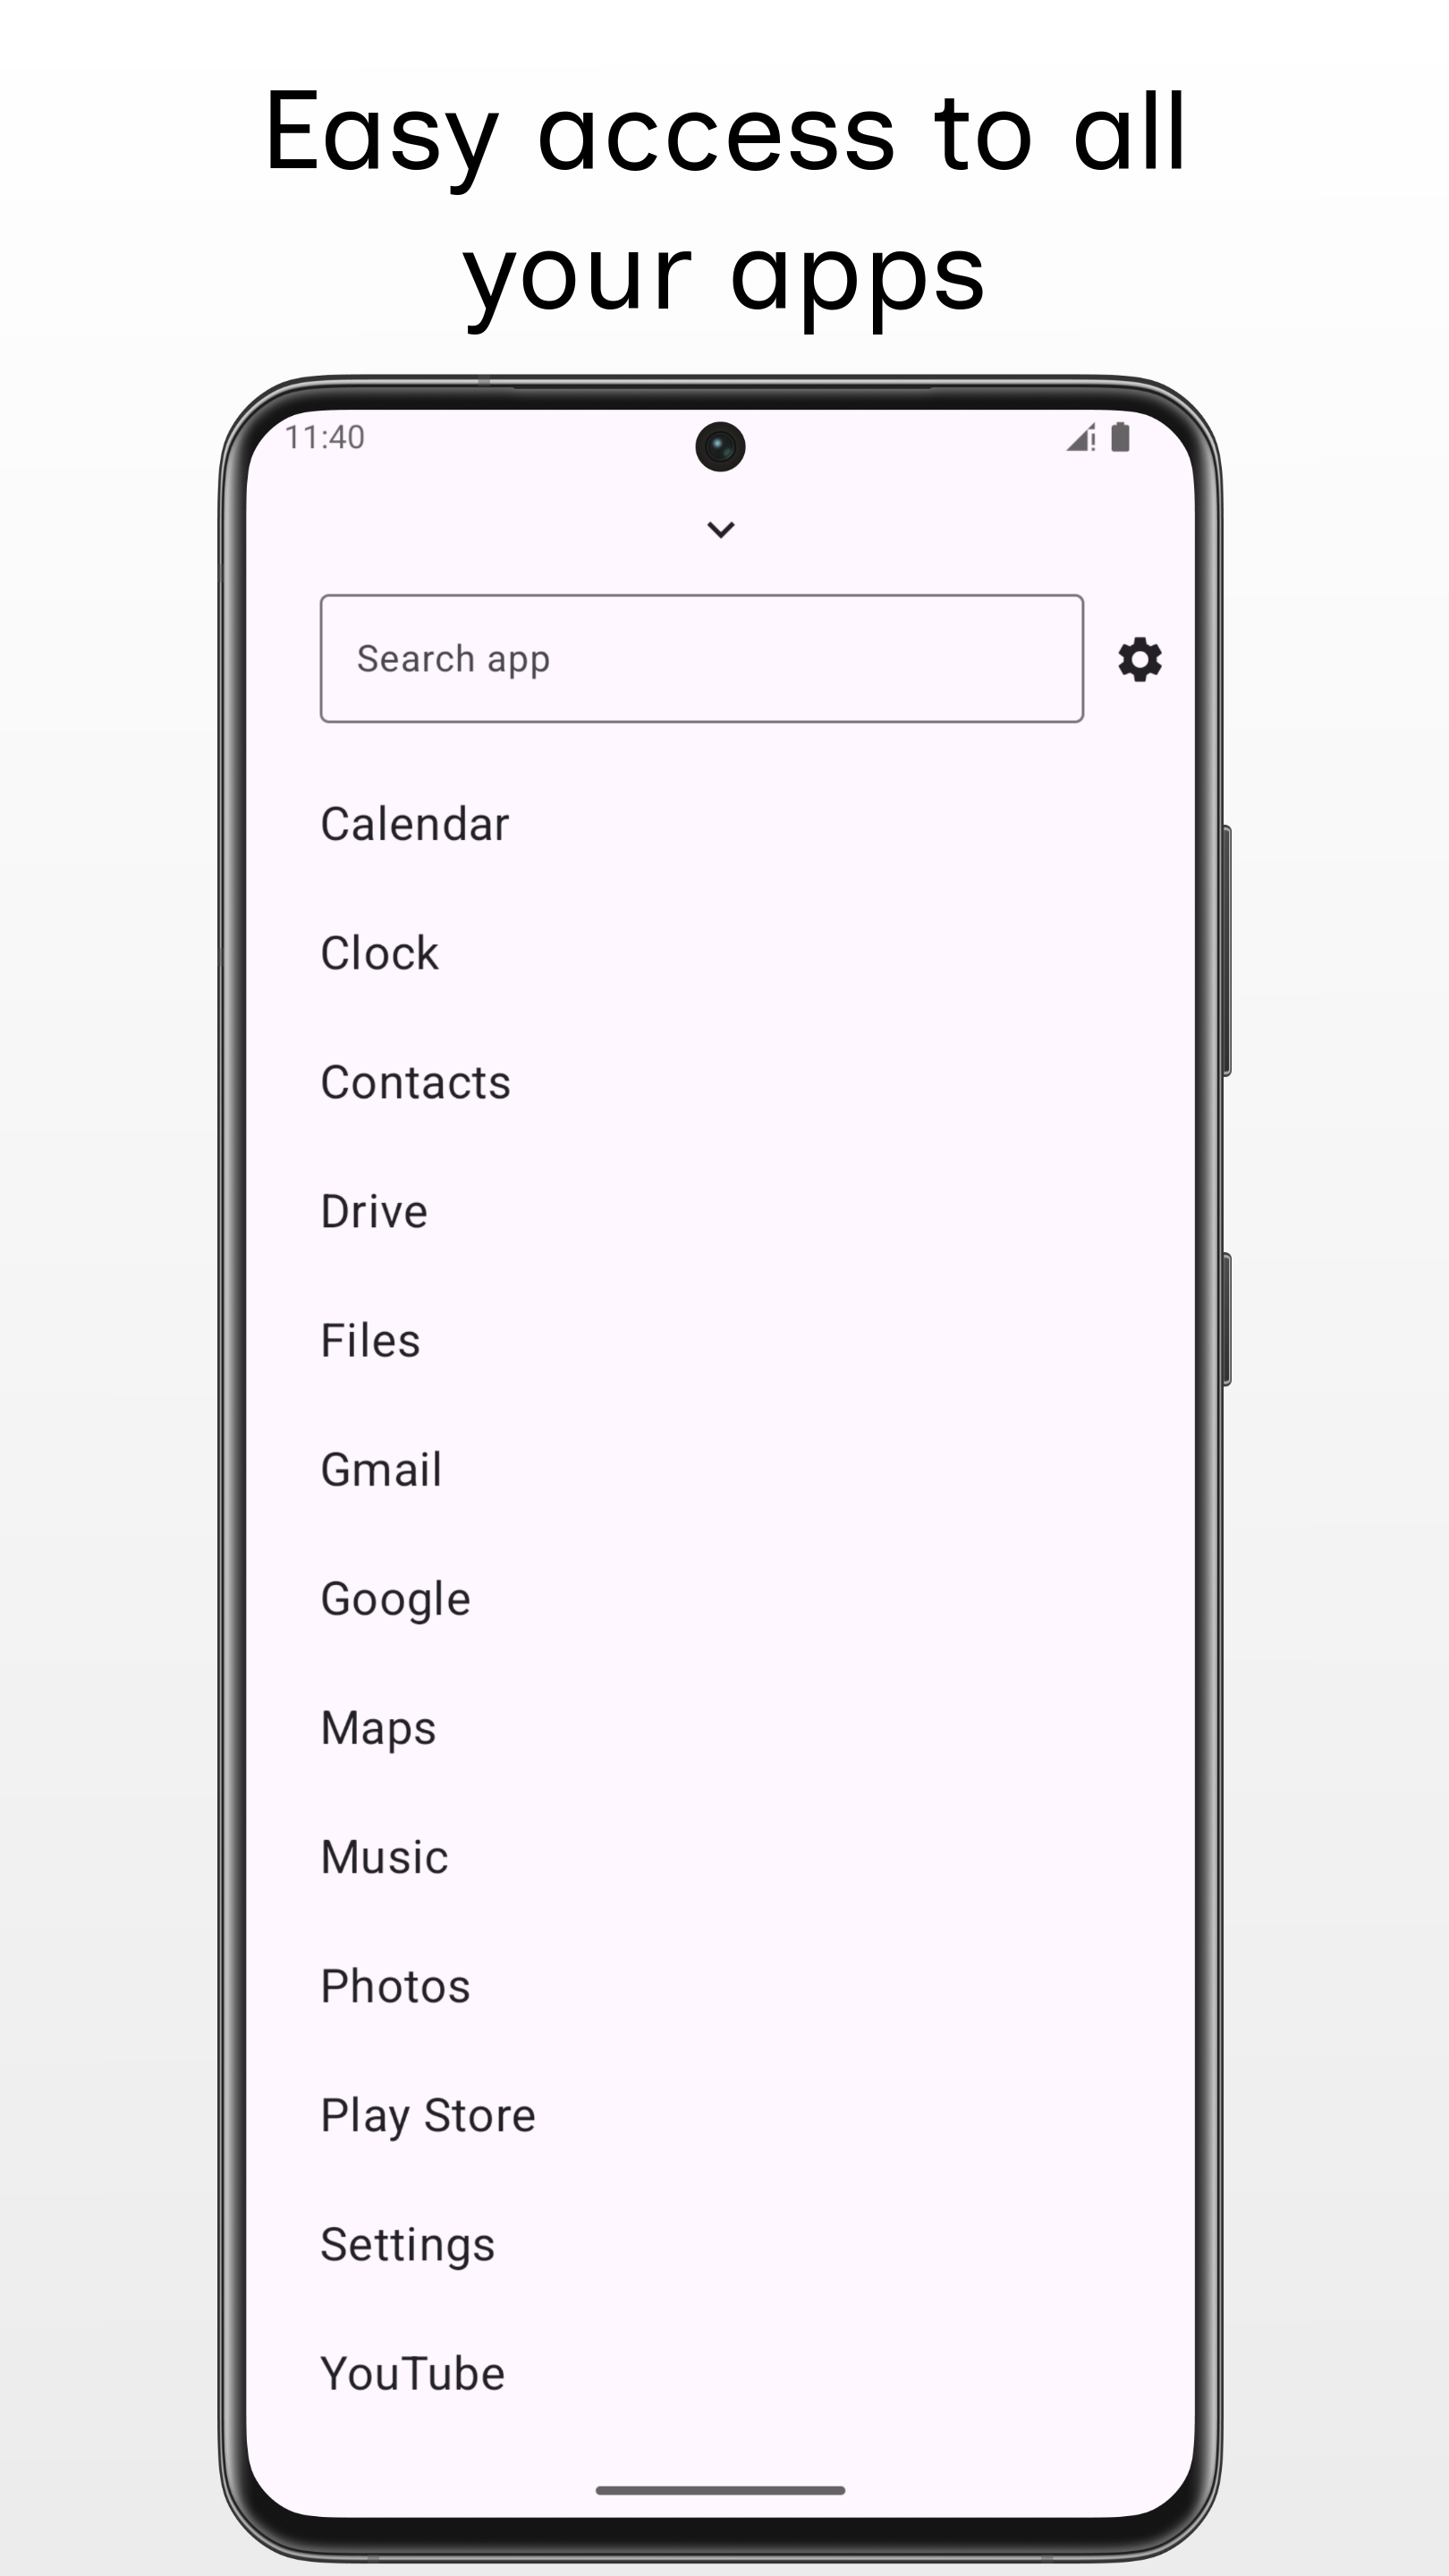 Easy access to all
your apps
11:40
Search app
Calendar
Clock
Contacts
Drive
Files
Gmail
Google
Maps
Music
Photos
Play Store
Settings
YouTube